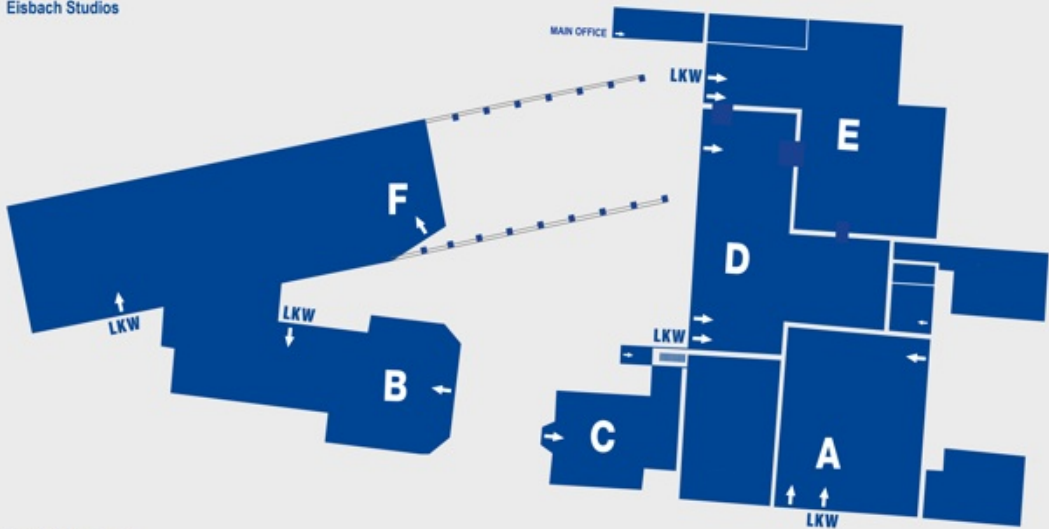 Eisbach Studios
MAIN OFFICE
LKW
E
F
D
LKW
LKW
LKW
B
C
A
LKW